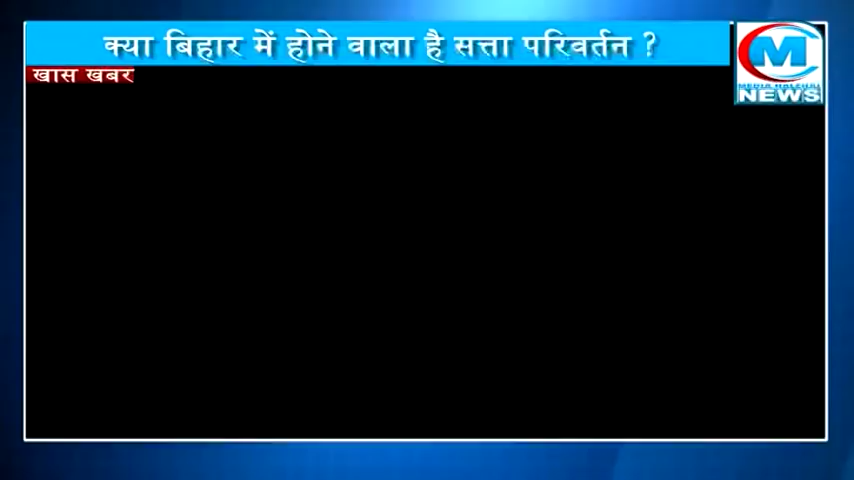 क्या बिहार में होने वाला है सत्ता परिवर्तन ?
खास खबर
M
NEWS